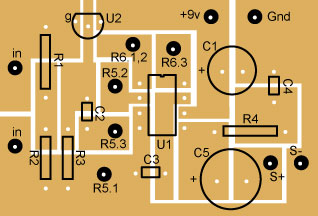 9 U2
+9v
Gnd
in
R6.1,2
R6.3
C1
+
R1
R5.2
C4
C2
in
R5.3
U1
R4
R2
R3
C3
C5
+
S-
S+
R5.1